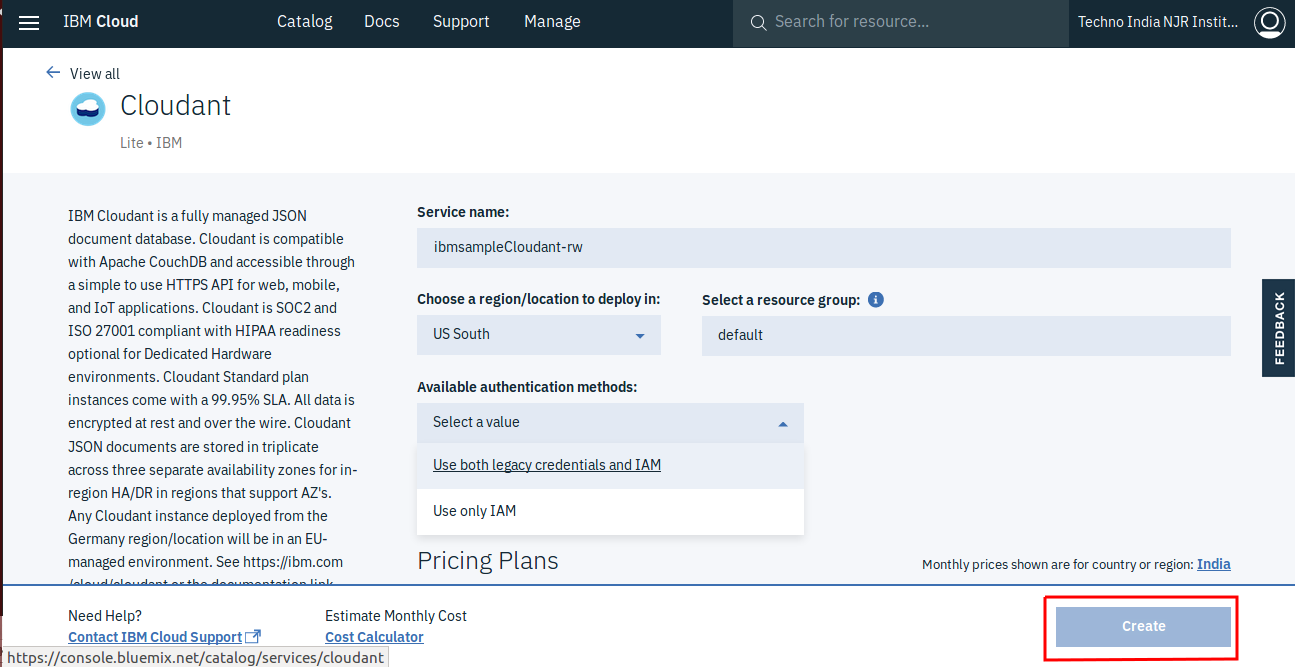 IBM Cloud
Catalog
Docs
Support
Manage
Search for resource...
Techno India NJR Instit...
View all
Cloudant
Lite • IBM
IBM Cloudant is a fully managed JSON
document database. Cloudant is compatible
with Apache CouchDB and accessible through
a simple to use HTTPS API for web, mobile,
and IoT applications. Cloudant is SOC2 and
ISO 27001 compliant with HIPAA readiness
optional for Dedicated Hardware
environments. Cloudant Standard plan
instances come with a 99.95% SLA. All data is
encrypted at rest and over the wire. Cloudant
JSON documents are stored in triplicate
across three separate availability zones for in-
region HA/DR in regions that support AZ's.
Any Cloudant instance deployed from the
Germany region/location will be in an EU-
managed environment. See https://ibm.com
/cloud/cloudant or the documentation link
Service name:
ibmsampleCloudant-rw
Choose a region/location to deploy in:
US South
Select a resource group:
default
Available authentication methods:
Select a value
Use both legacy credentials and IAM
Use only IAM
Pricing Plans
Monthly prices shown are for country or region: India
FEEDBACK
Need Help?
Contact IBM Cloud Support
Estimate Monthly Cost
Cost Calculator
Create
https://console.bluemix.net/catalog/services/cloudant